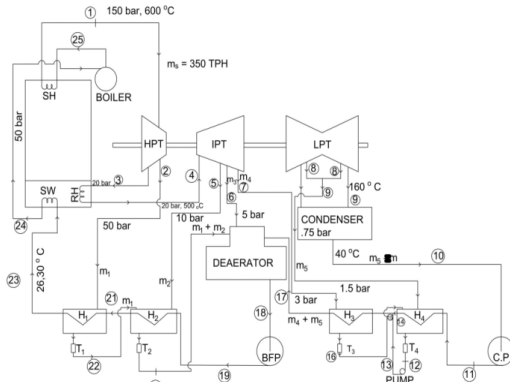 1
150 bar, 600 °C
25
SH
BOILER
ms = 350 TPH
50 bar
HPT
IPT
LPT
20 bar
3
2
4
5
m3
m4
7
8
8
6
9
160° C
9
SW
RH
20 bar, 500 °C
24
50 bar
10 bar
m1 + m2
5 bar
CONDENSER
.75 bar
DEAERATOR
40 °C
m5
m
10
23
26,30 °C
m1
m2
m5
1.5 bar
21
m1
18
17
3 bar
m4 + m5
H1
H2
H3
14
H4
T1
22
T2
BFP
19
T3
16
13
T4
12
PUMP
11
C.P